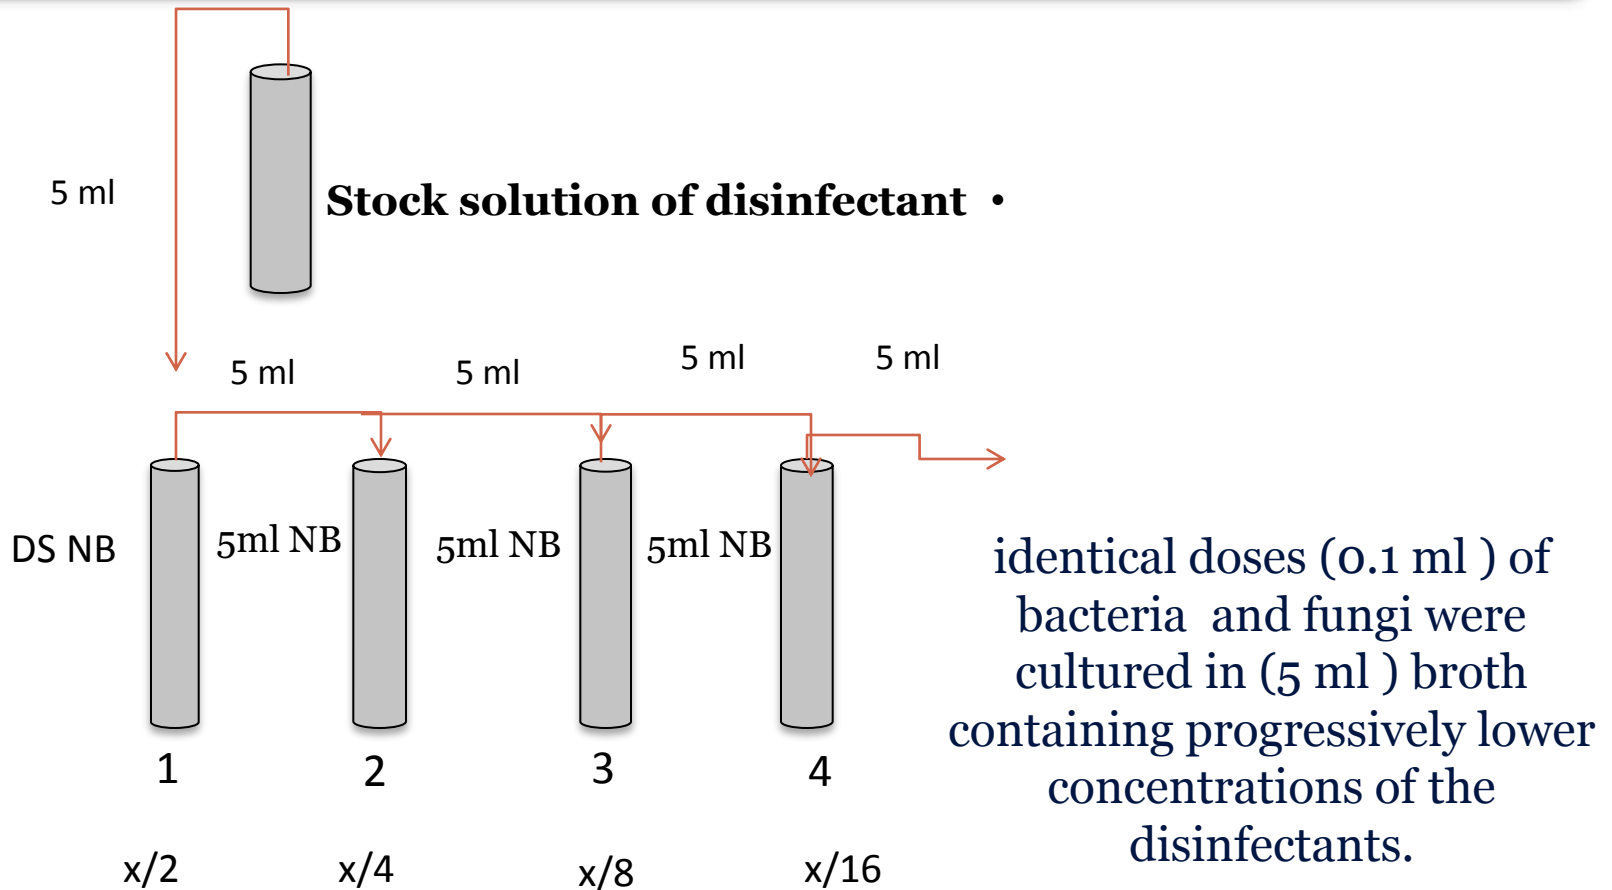 5 ml
Stock solution of disinfectant •
5 ml
5 ml
5 ml
5 ml
DS NB
5ml NB
5ml NB
5ml NB
identical doses (0.1 ml ) of
bacteria and fungi were
cultured in (5 ml ) broth
containing progressively lower
concentrations of the
disinfectants.
1
2
3
4
x/2
x/4
x/8
x/16